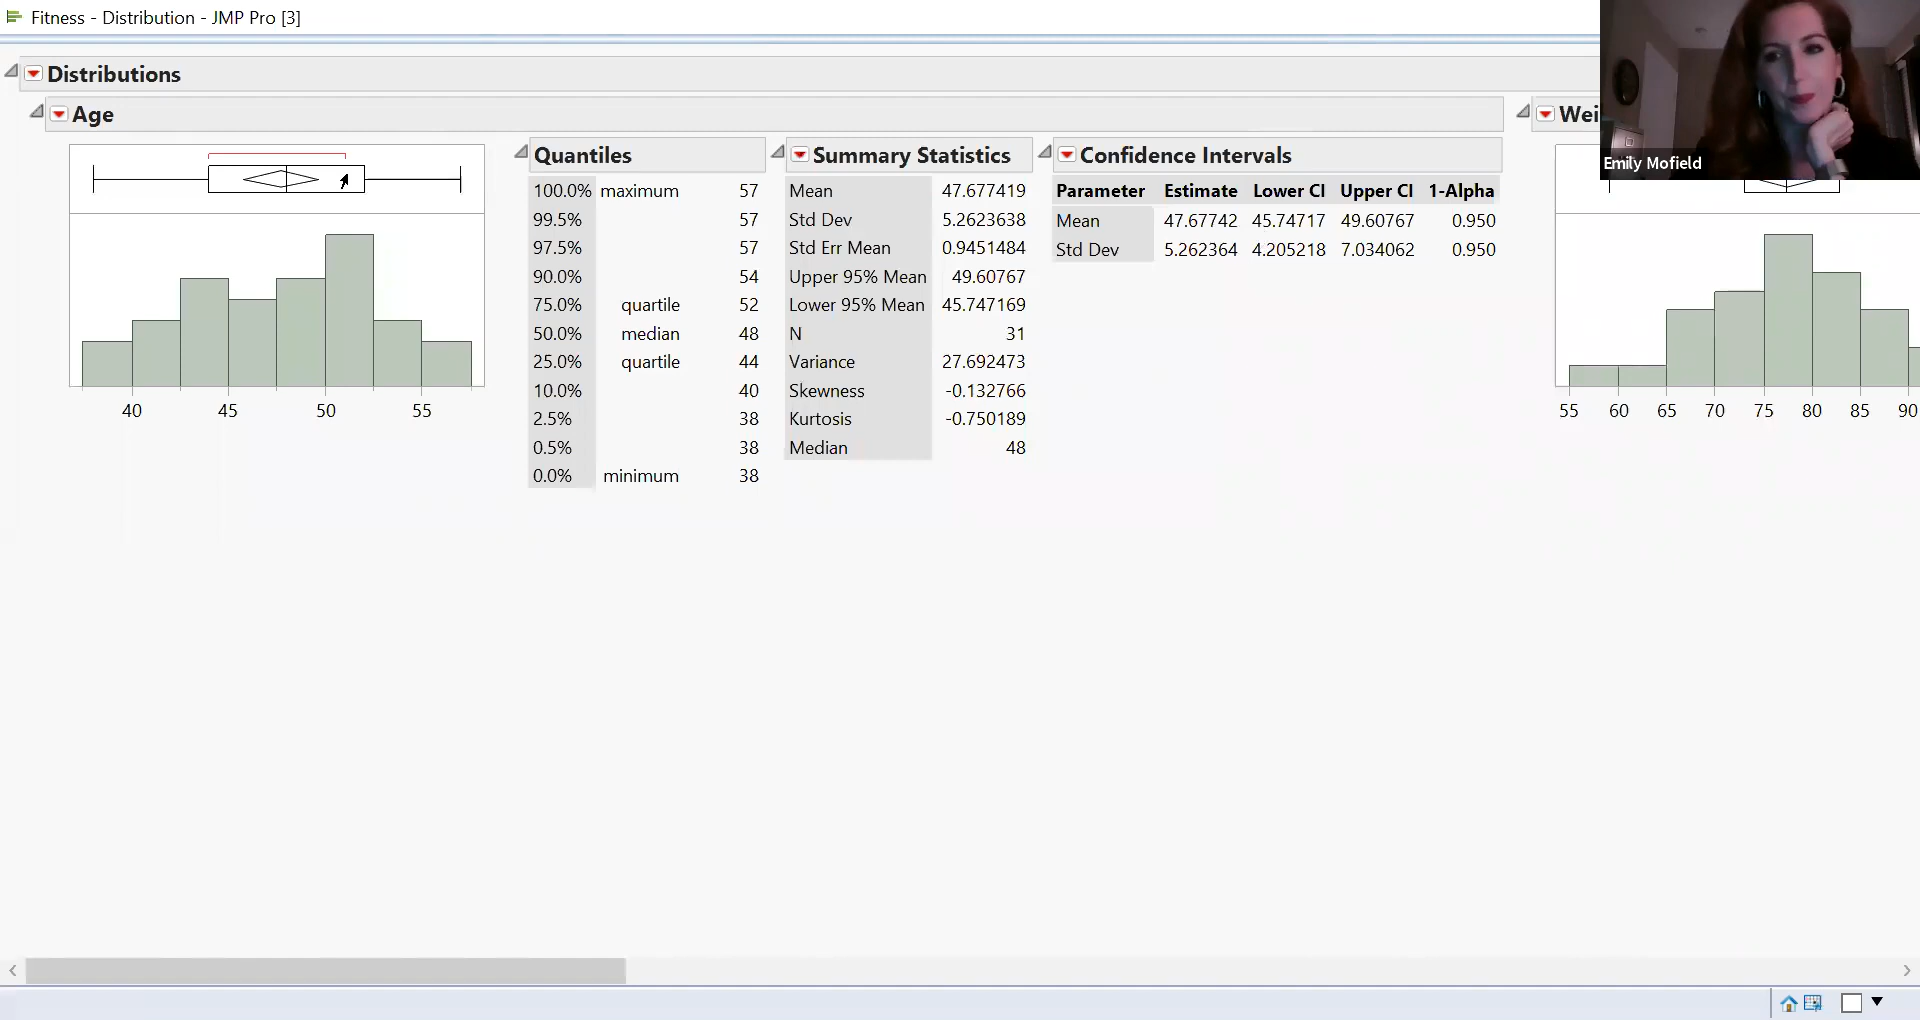 Fitness - Distribution - JMP Pro [3]
Distributions
Age
Wei
Emily Mofield
Quantiles
100.0% maximum 57
99.5% 57
97.5% 57
90.0% 54
75.0% quartile 52
50.0% median 48
25.0% quartile 44
10.0% 40
2.5% 38
0.5% 38
0.0% minimum 38
Summary Statistics
Mean 47.677419
Std Dev 5.2623638
Std Err Mean 0.9451484
Upper 95% Mean 49.60767
Lower 95% Mean 45.747169
N 31
Variance 27.692473
Skewness -0.132766
Kurtosis -0.750189
Median 48
Confidence Intervals
Parameter Estimate Lower CI Upper CI 1-Alpha
Mean 47.67742 45.74717 49.60767 0.950
Std Dev 5.262364 4.205218 7.034062 0.950
40 45 50 55
55 60 65 70 75 80 85 90